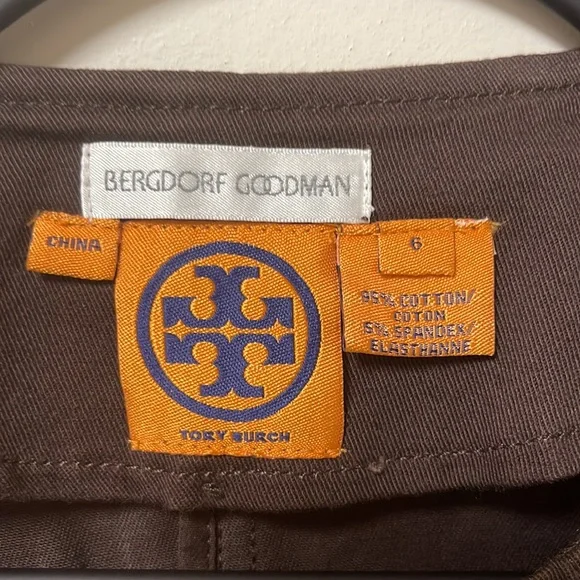 BERGDORF GOODMAN
CHINA
TORY BURCH
6
95% COTTON/
COTON
5% SPANDEX/
ELASTHANNE